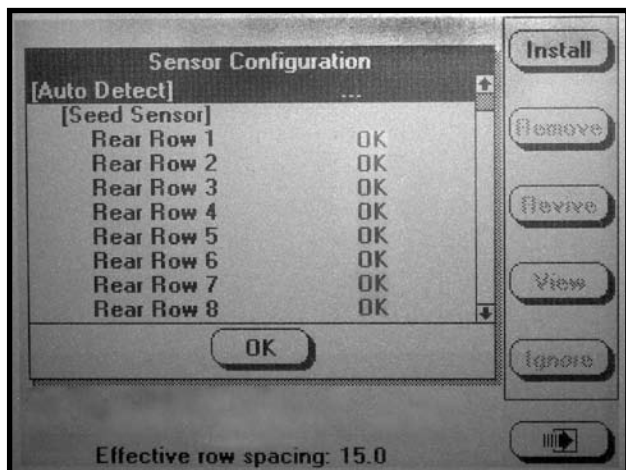 Sensor Configuration
[Auto Detect] ...
[Seed Sensor]
Rear Row 1 OK
Rear Row 2 OK
Rear Row 3 OK
Rear Row 4 OK
Rear Row 5 OK
Rear Row 6 OK
Rear Row 7 OK
Rear Row 8 OK
OK
Effective row spacing: 15.0
Install
Remove
Revive
View
Ignore